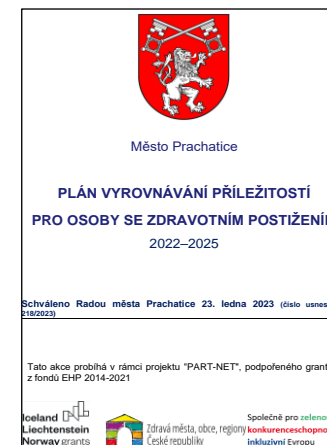 Město Prachatice
PLÁN VYROVNÁVÁNÍ PŘÍLEŽITOSTÍ
PRO OSOBY SE ZDRAVOTNÍM POSTIŽENÍ
2022–2025
Schváleno Radou města Prachatice 23. ledna 2023 (číslo usnes
218/2023)
Tato akce probíhá v rámci projektu "PART-NET", podpořeného grant
z fondů EHP 2014-2021
Iceland
Liechtenstein
Norway grants
Zdravá města, obce, regiony
České republiky
Společně pro zeleno
konkurenceschopno
inkluzivní Evropu